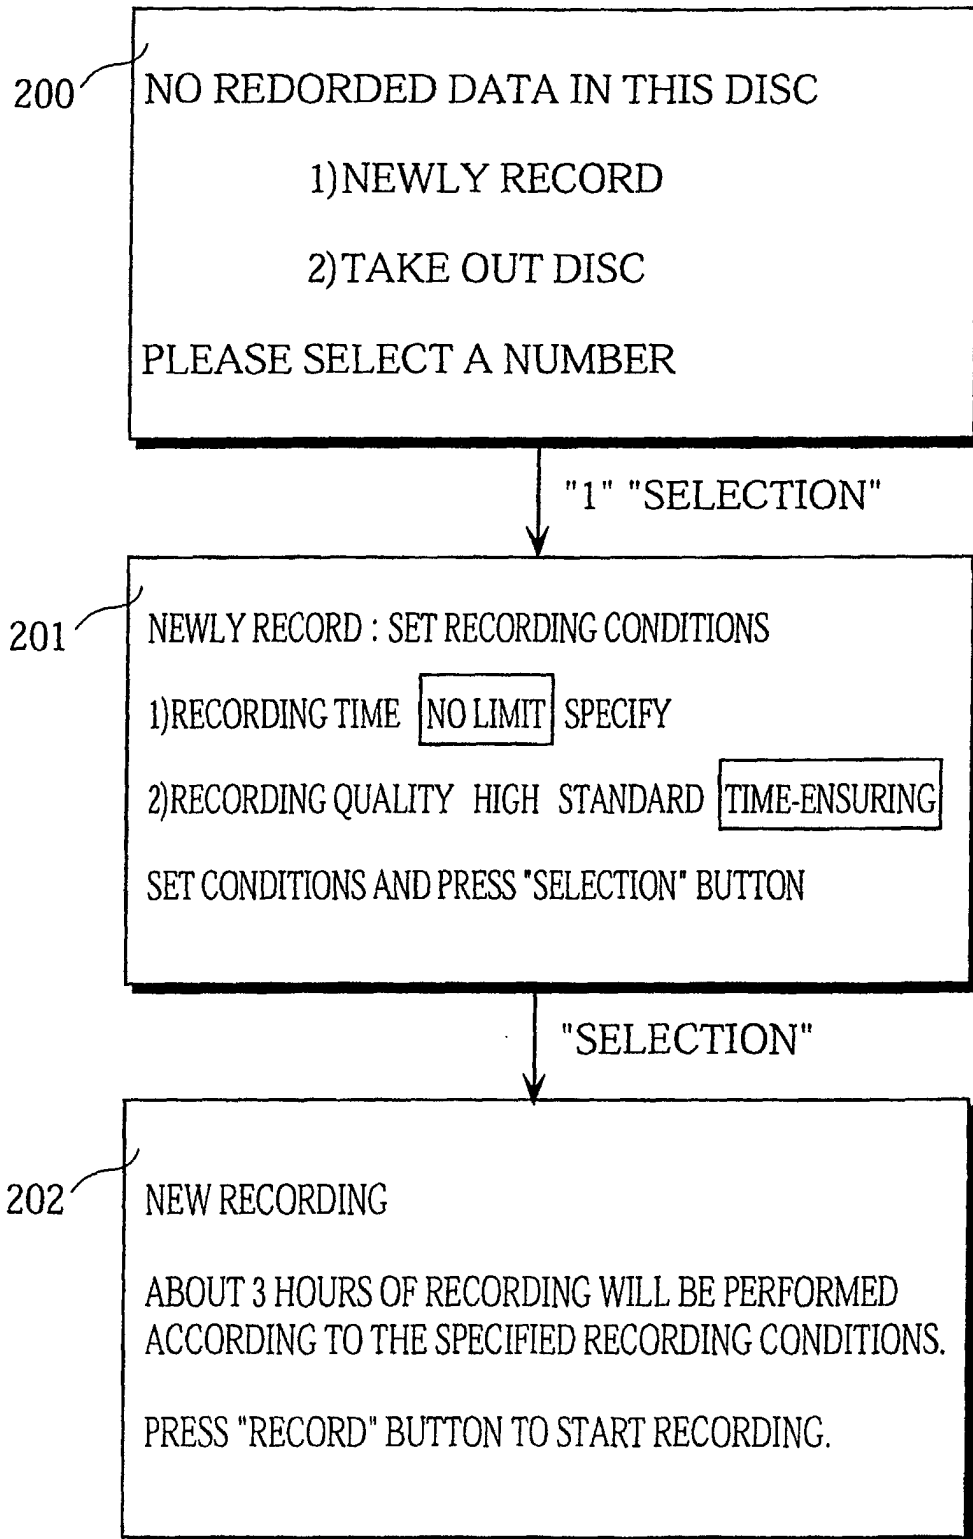 200
NO REDORDED DATA IN THIS DISC
1)NEWLY RECORD
2)TAKE OUT DISC
PLEASE SELECT A NUMBER
"1" "SELECTION"
201
NEWLY RECORD : SET RECORDING CONDITIONS
1)RECORDING TIME NO LIMIT SPECIFY
2)RECORDING QUALITY HIGH STANDARD TIME-ENSURING
SET CONDITIONS AND PRESS "SELECTION" BUTTON
"SELECTION"
202
NEW RECORDING
ABOUT 3 HOURS OF RECORDING WILL BE PERFORMED
ACCORDING TO THE SPECIFIED RECORDING CONDITIONS.
PRESS "RECORD" BUTTON TO START RECORDING.